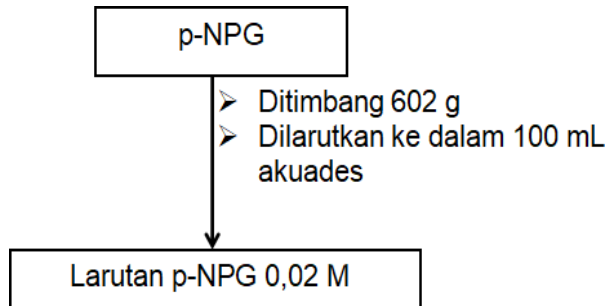 p-NPG
➢ Ditimbang 602 g
➢ Dilarutkan ke dalam 100 mL
akuades
Larutan p-NPG 0,02 M